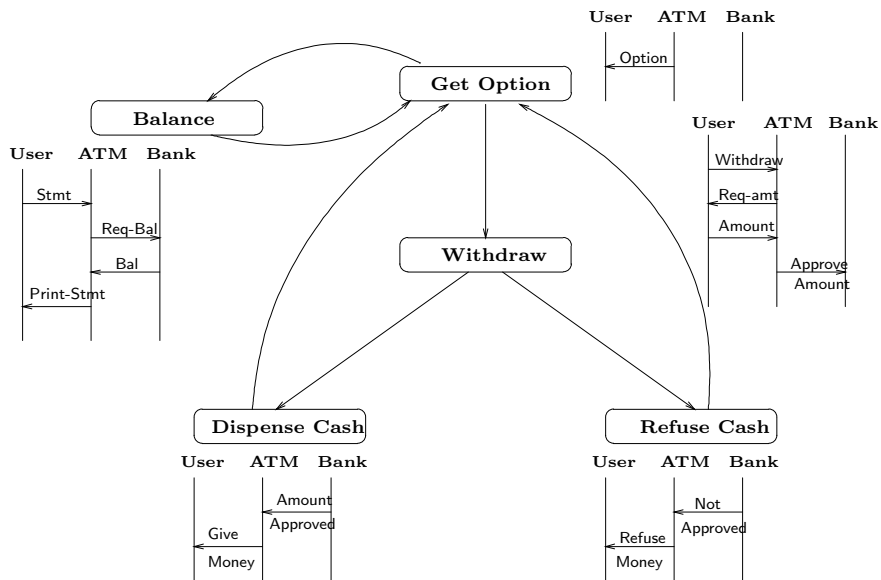 User ATM Bank
Option
Get Option
Balance
User ATM Bank
Withdraw
Req-amt
Amount
Approve
Amount
User ATM Bank
Stmt
Req-Bal
Bal
Print-Stmt
Withdraw
Dispense Cash
User ATM Bank
Amount
Approved
Give
Money
Refuse Cash
User ATM Bank
Not
Approved
Refuse
Money